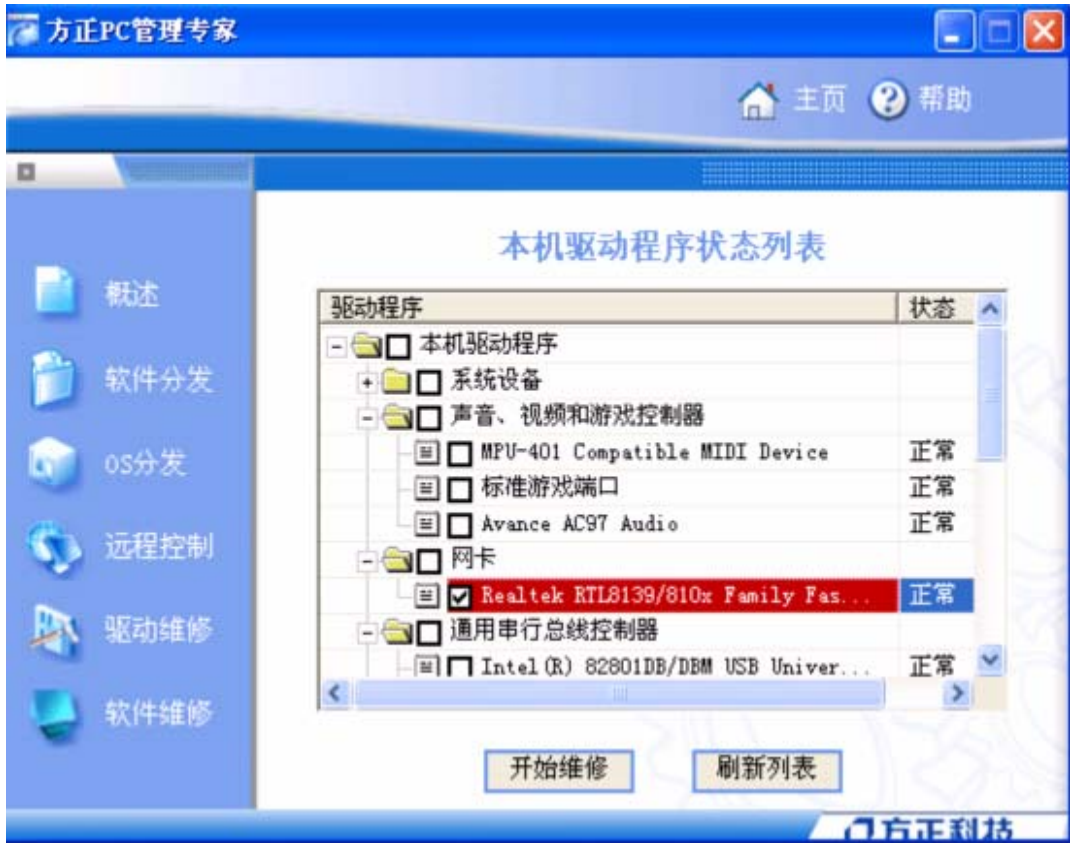 方正PC管理专家
主页 帮助
本机驱动程序状态列表
概述
软件分发
OS分发
远程控制
驱动维修
软件维修
驱动程序 状态
本机驱动程序
系统设备
声音、视频和游戏控制器
MPU-401 Compatible MIDI Device 正常
标准游戏端口 正常
Avance AC97 Audio 正常
网卡
Realtek RTL8139/810x Family Fas... 正常
通用串行总线控制器
Intel(R) 82801DB/DBM USB Univer... 正常
开始维修 刷新列表
方正科技